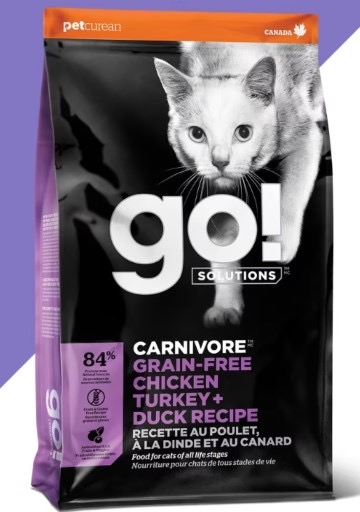 petcurean
CANADA
go!
SOLUTIONS
84%
CARNIVORE
GRAIN-FREE
CHICKEN
TURKEY +
DUCK RECIPE
RECETTE AU POULET,
À LA DINDE ET AU CANARD
Food for cats of all life stages
Nourriture pour chats de tous stades de vie